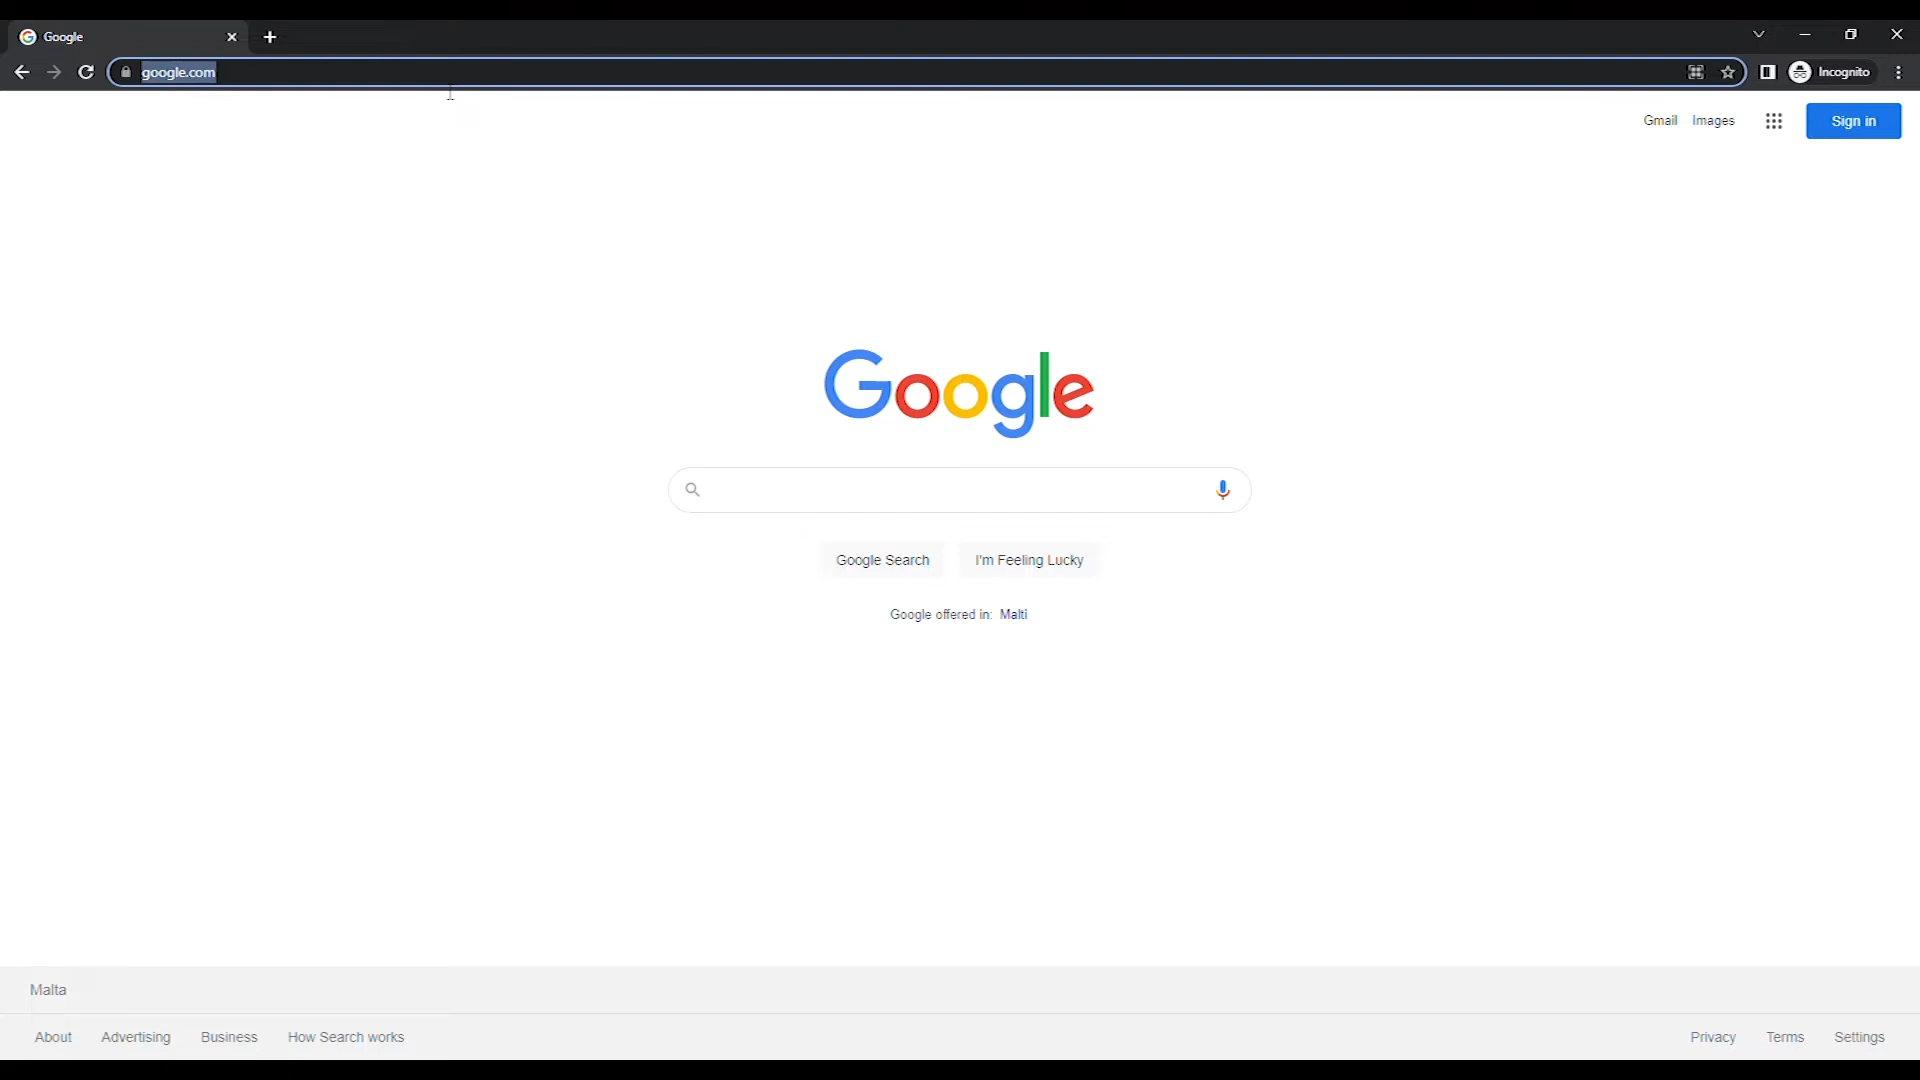 Google
google.com
Incognito
Gmail Images Sign in
Google
Google Search I'm Feeling Lucky
Google offered in: Malti
Malta
About Advertising Business How Search works Privacy Terms Settings